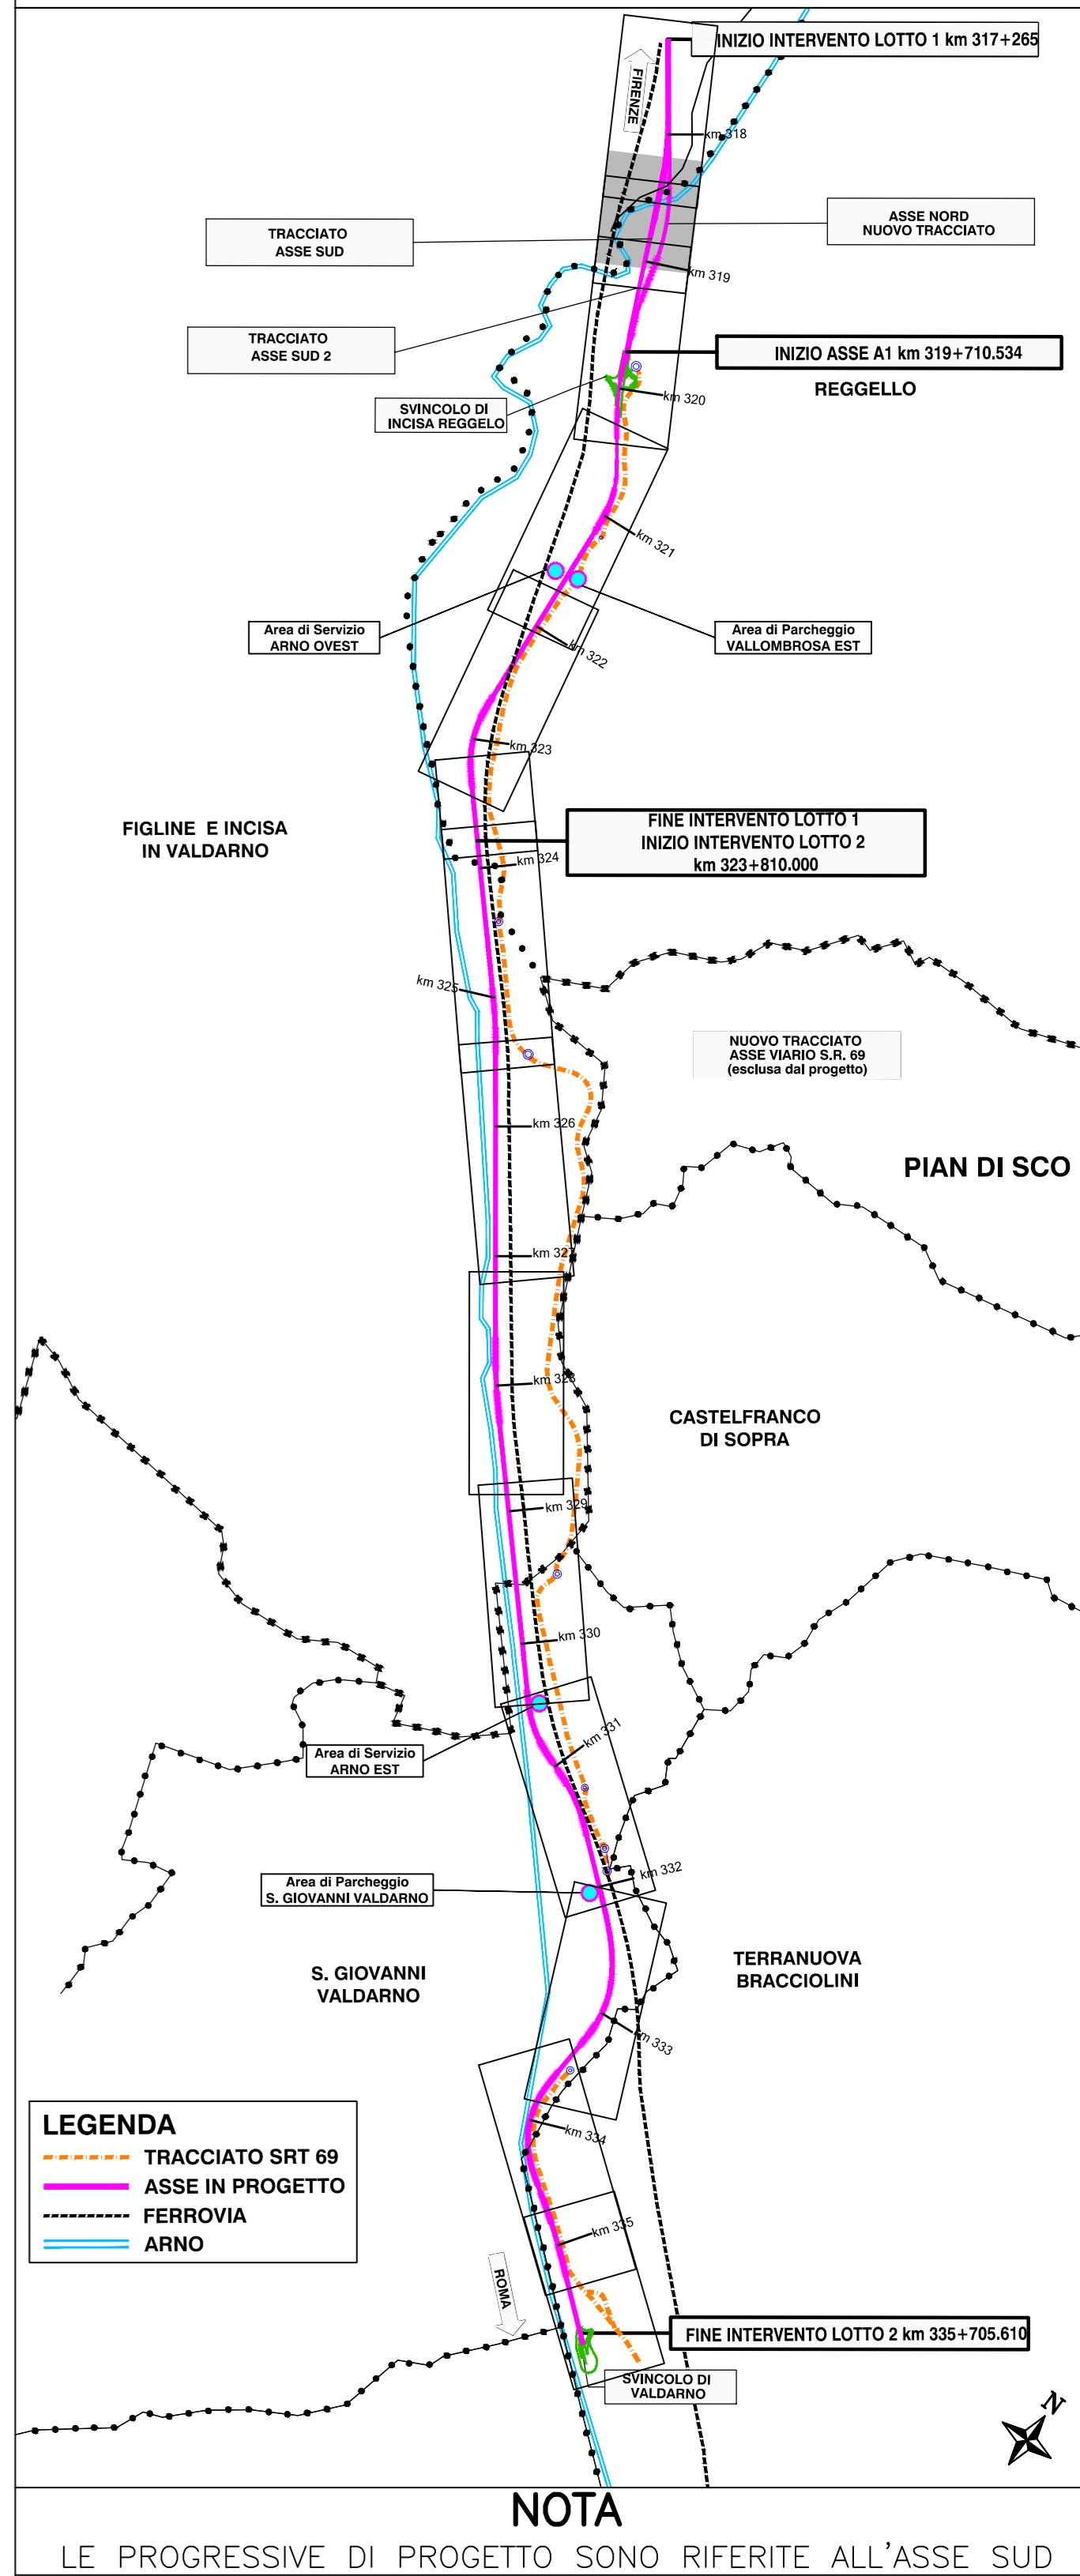 INIZIO INTERVENTO LOTTO 1 km 317+265
FIRENZE
km 318
TRACCIATO
ASSE SUD
ASSE NORD
NUOVO TRACCIATO
km 319
TRACCIATO
ASSE SUD 2
INIZIO ASSE A1 km 319+710.534
REGGELLO
km 320
SVINCOLO DI
INCISA REGGELO
km 321
Area di Servizio
ARNO OVEST
Area di Parcheggio
VALLOMBROSA EST
km 322
km 323
FIGLINE E INCISA
IN VALDARNO
FINE INTERVENTO LOTTO 1
INIZIO INTERVENTO LOTTO 2
km 323+810.000
km 324
km 325
NUOVO TRACCIATO
ASSE VIARIO S.R. 69
(esclusa dal progetto)
km 326
PIAN DI SCO
km 327
km 328
CASTELFRANCO
DI SOPRA
km 329
km 330
km 331
Area di Servizio
ARNO EST
km 332
Area di Parcheggio
S. GIOVANNI VALDARNO
TERRANUOVA
BRACCIOLINI
S. GIOVANNI
VALDARNO
km 333
LEGENDA
TRACCIATO SRT 69
ASSE IN PROGETTO
FERROVIA
ARNO
km 334
km 335
ROMA
FINE INTERVENTO LOTTO 2 km 335+705.610
SVINCOLO DI
VALDARNO
N
NOTA
LE PROGRESSIVE DI PROGETTO SONO RIFERITE ALL'ASSE SUD